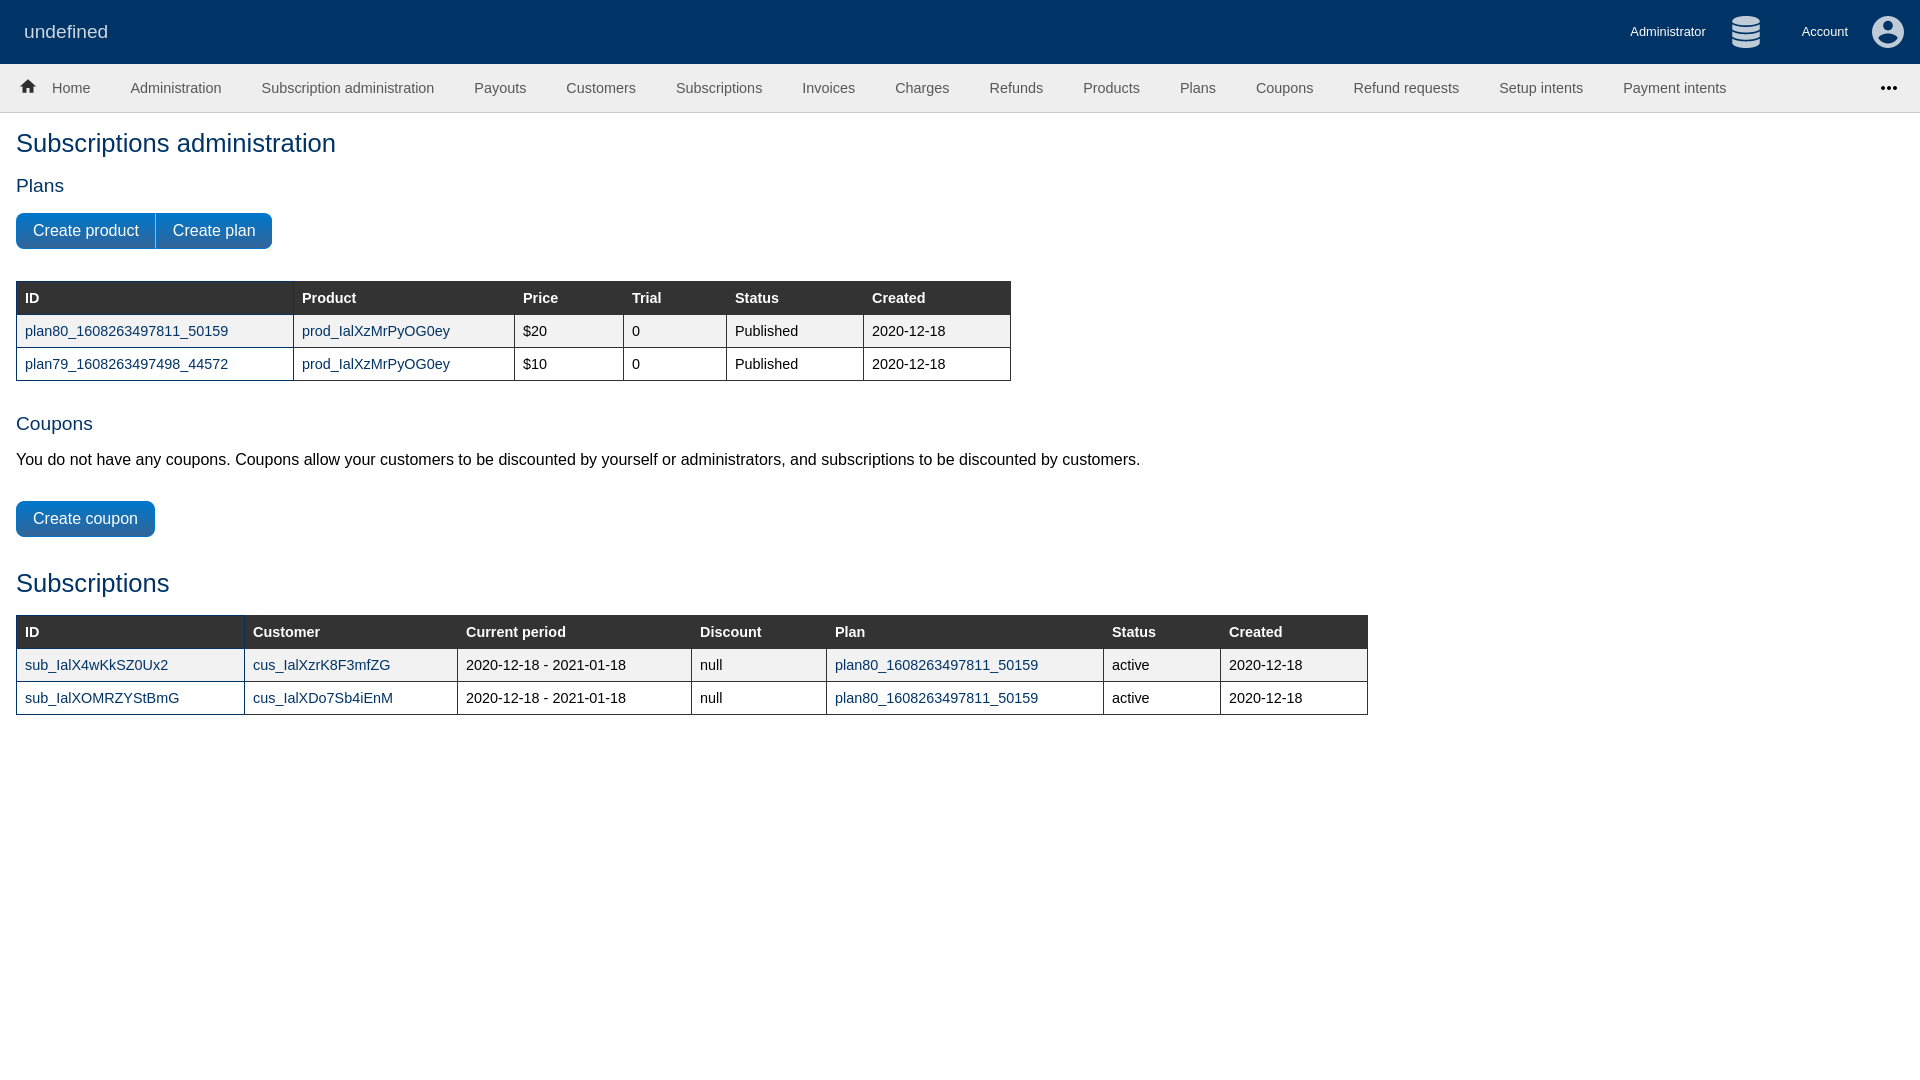 undefined Administrator Account
Home Administration Subscription administration Payouts Customers Subscriptions Invoices Charges Refunds Products Plans Coupons Refund requests Setup intents Payment intents
Subscriptions administration
Plans
Create product Create plan
ID Product Price Trial Status Created
plan80_1608263497811_50159 prod_IalXzMrPyOG0ey $20 0 Published 2020-12-18
plan79_1608263497498_44572 prod_IalXzMrPyOG0ey $10 0 Published 2020-12-18
Coupons
You do not have any coupons. Coupons allow your customers to be discounted by yourself or administrators, and subscriptions to be discounted by customers.
Create coupon
Subscriptions
ID Customer Current period Discount Plan Status Created
sub_IalX4wKkSZ0Ux2 cus_IalXzrK8F3mfZG 2020-12-18 - 2021-01-18 null plan80_1608263497811_50159 active 2020-12-18
sub_IalXOMRZYStBmG cus_IalXDo7Sb4iEnM 2020-12-18 - 2021-01-18 null plan80_1608263497811_50159 active 2020-12-18